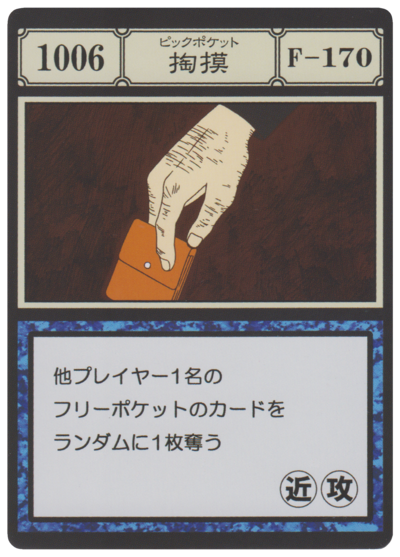 1006
ピックポケット
掏摸
F-170
他プレイヤー1名の
フリーポケットのカードを
ランダムに1枚奪う
近 攻